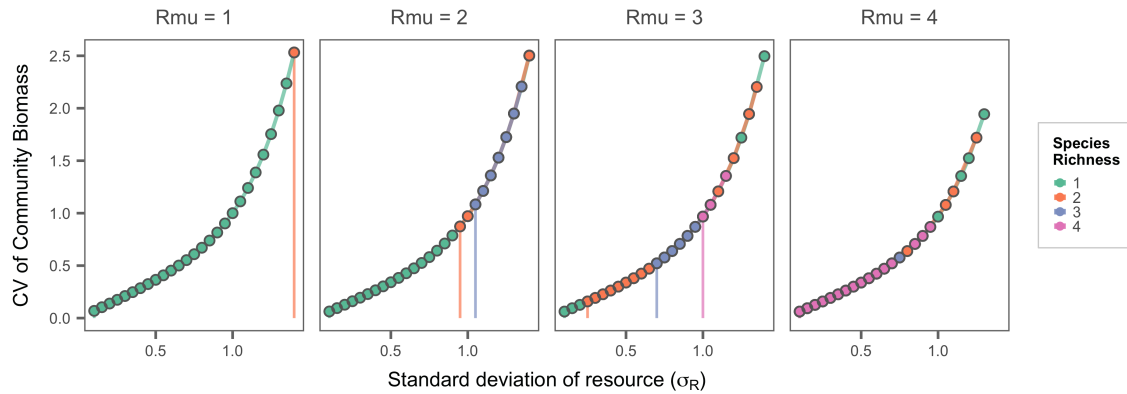 Rmu = 1
Rmu = 2
Rmu = 3
Rmu = 4
CV of Community Biomass
2.5
2.0
1.5
1.0
0.5
0.0
0.5 1.0
0.5 1.0
0.5 1.0
0.5 1.0
Standard deviation of resource (σR)
Species
Richness
1
2
3
4